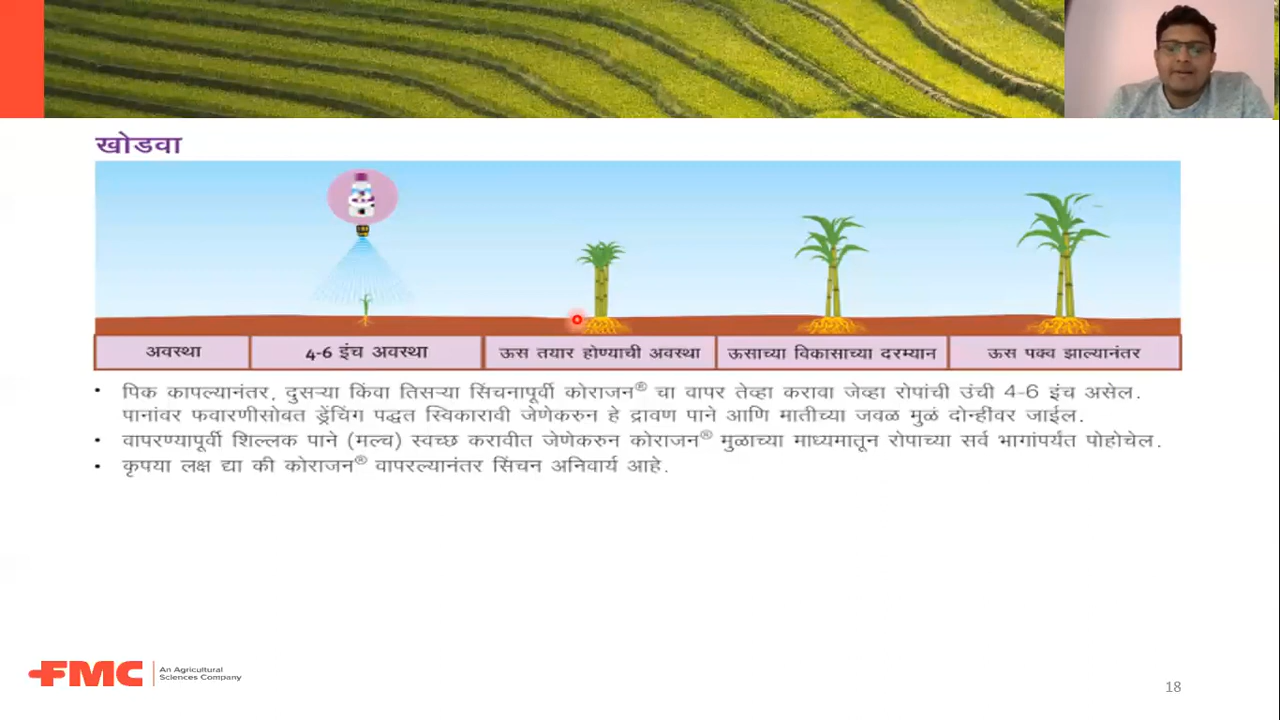 खोडवा
अवस्था
4-6 इंच अवस्था
ऊस तयार होण्याची अवस्था
ऊसाच्या विकासाच्या दरम्यान
ऊस पक्व झाल्यानंतर
• पिक कापल्यानंतर, दुसऱ्या किंवा तिसऱ्या सिंचनापूर्वी कोराजन® चा वापर तेव्हा करावा जेव्हा रोपांची उंची 4-6 इंच असेल.
पानांवर फवारणीसोबत ड्रेंचिंग पद्धत स्विकारावी जेणेकरुन हे द्रावण पाने आणि मातीच्या जवळ मुळं दोन्हींवर जाईल.
• वापरण्यापूर्वी शिल्लक पाने (मल्च) स्वच्छ करावीत जेणेकरुन कोराजन® मुळाच्या माध्यमातून रोपाच्या सर्व भागांपर्यंत पोहोचेल.
• कृपया लक्ष द्या की कोराजन® वापरल्यानंतर सिंचन अनिवार्य आहे.
FMC
An Agricultural
Sciences Company
18